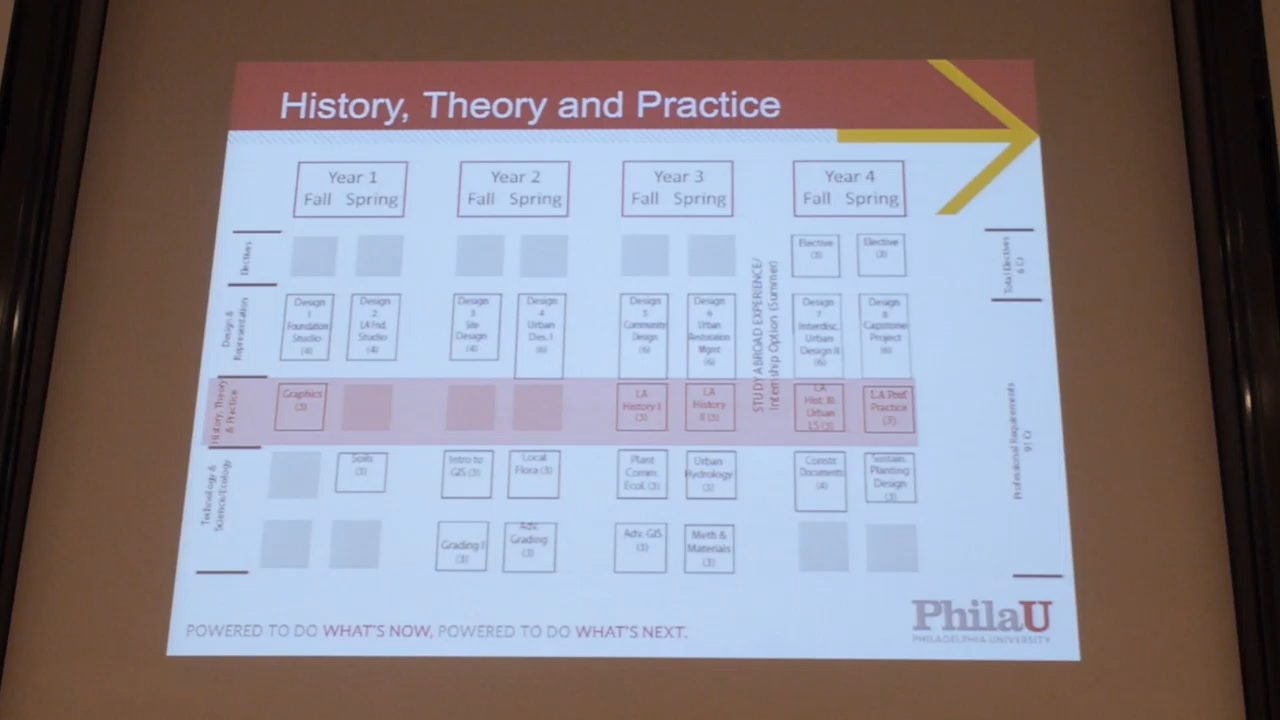 History, Theory and Practice
Year 1
Fall Spring
Year 2
Fall Spring
Year 3
Fall Spring
Year 4
Fall Spring
Electives
Elective
(3)
Elective
(3)
Total Electives
6 Cr
Design &
Representation
Design
1
Foundation
Studio
(4)
Design
2
LA Fnd.
Studio
(4)
Design
3
Site
Design
(4)
Design
4
Urban
Des. I
(6)
Design
5
Community
Design
(6)
Design
6
Urban
Restoration
Mgmt
(6)
STUDY ABROAD EXPERIENCE/
Internship Option (Summer)
Design
7
Interdisc.
Urban
Design II
(6)
Design
8
Capstone
Project
(6)
History, Theory
& Practice
Graphics
(3)
LA
History I
(3)
LA
History
II (3)
LA
Hist. III
Urban
LS (3)
LA Prof
Practice
(3)
Professional Requirements
91 Cr
Technology &
Science/Ecology
Soils
(3)
Intro to
GIS (3)
Local
Flora (3)
Plant
Comm.
Ecol. (3)
Urban
Hydrology
(3)
Constr.
Documents
(4)
Sustain.
Planting
Design
(3)
Grading I
(3)
Adv.
Grading
(3)
Adv. GIS
(3)
Meth &
Materials
(3)
POWERED TO DO WHAT'S NOW, POWERED TO DO WHAT'S NEXT.
PhilaU
PHILADELPHIA UNIVERSITY